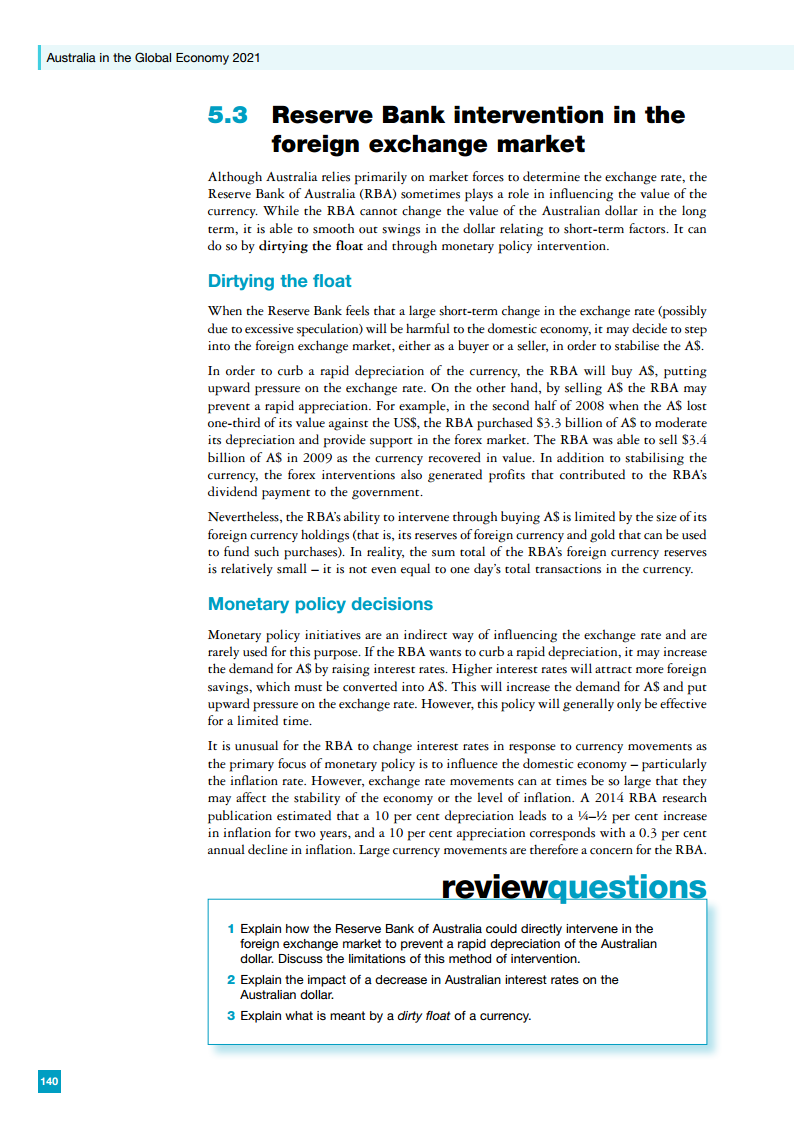 Australia in the Global Economy 2021
5.3 Reserve Bank intervention in the
foreign exchange market
Although Australia relies primarily on market forces to determine the exchange rate, the
Reserve Bank of Australia (RBA) sometimes plays a role in influencing the value of the
currency. While the RBA cannot change the value of the Australian dollar in the long
term, it is able to smooth out swings in the dollar relating to short-term factors. It can
do so by dirtying the float and through monetary policy intervention.
Dirtying the float
When the Reserve Bank feels that a large short-term change in the exchange rate (possibly
due to excessive speculation) will be harmful to the domestic economy, it may decide to step
into the foreign exchange market, either as a buyer or a seller, in order to stabilise the A$.
In order to curb a rapid depreciation of the currency, the RBA will buy A$, putting
upward pressure on the exchange rate. On the other hand, by selling A$ the RBA may
prevent a rapid appreciation. For example, in the second half of 2008 when the A$ lost
one-third of its value against the US$, the RBA purchased $3.3 billion of A$ to moderate
its depreciation and provide support in the forex market. The RBA was able to sell $3.4
billion of A$ in 2009 as the currency recovered in value. In addition to stabilising the
currency, the forex interventions also generated profits that contributed to the RBA's
dividend payment to the government.
Nevertheless, the RBA's ability to intervene through buying A$ is limited by the size of its
foreign currency holdings (that is, its reserves of foreign currency and gold that can be used
to fund such purchases). In reality, the sum total of the RBA's foreign currency reserves
is relatively small – it is not even equal to one day's total transactions in the currency.
Monetary policy decisions
Monetary policy initiatives are an indirect way of influencing the exchange rate and are
rarely used for this purpose. If the RBA wants to curb a rapid depreciation, it may increase
the demand for A$ by raising interest rates. Higher interest rates will attract more foreign
savings, which must be converted into A$. This will increase the demand for A$ and put
upward pressure on the exchange rate. However, this policy will generally only be effective
for a limited time.
It is unusual for the RBA to change interest rates in response to currency movements as
the primary focus of monetary policy is to influence the domestic economy – particularly
the inflation rate. However, exchange rate movements can at times be so large that they
may affect the stability of the economy or the level of inflation. A 2014 RBA research
publication estimated that a 10 per cent depreciation leads to a ¼–½ per cent increase
in inflation for two years, and a 10 per cent appreciation corresponds with a 0.3 per cent
annual decline in inflation. Large currency movements are therefore a concern for the RBA.
reviewquestions
1 Explain how the Reserve Bank of Australia could directly intervene in the
foreign exchange market to prevent a rapid depreciation of the Australian
dollar. Discuss the limitations of this method of intervention.
2 Explain the impact of a decrease in Australian interest rates on the
Australian dollar.
3 Explain what is meant by a dirty float of a currency.
140